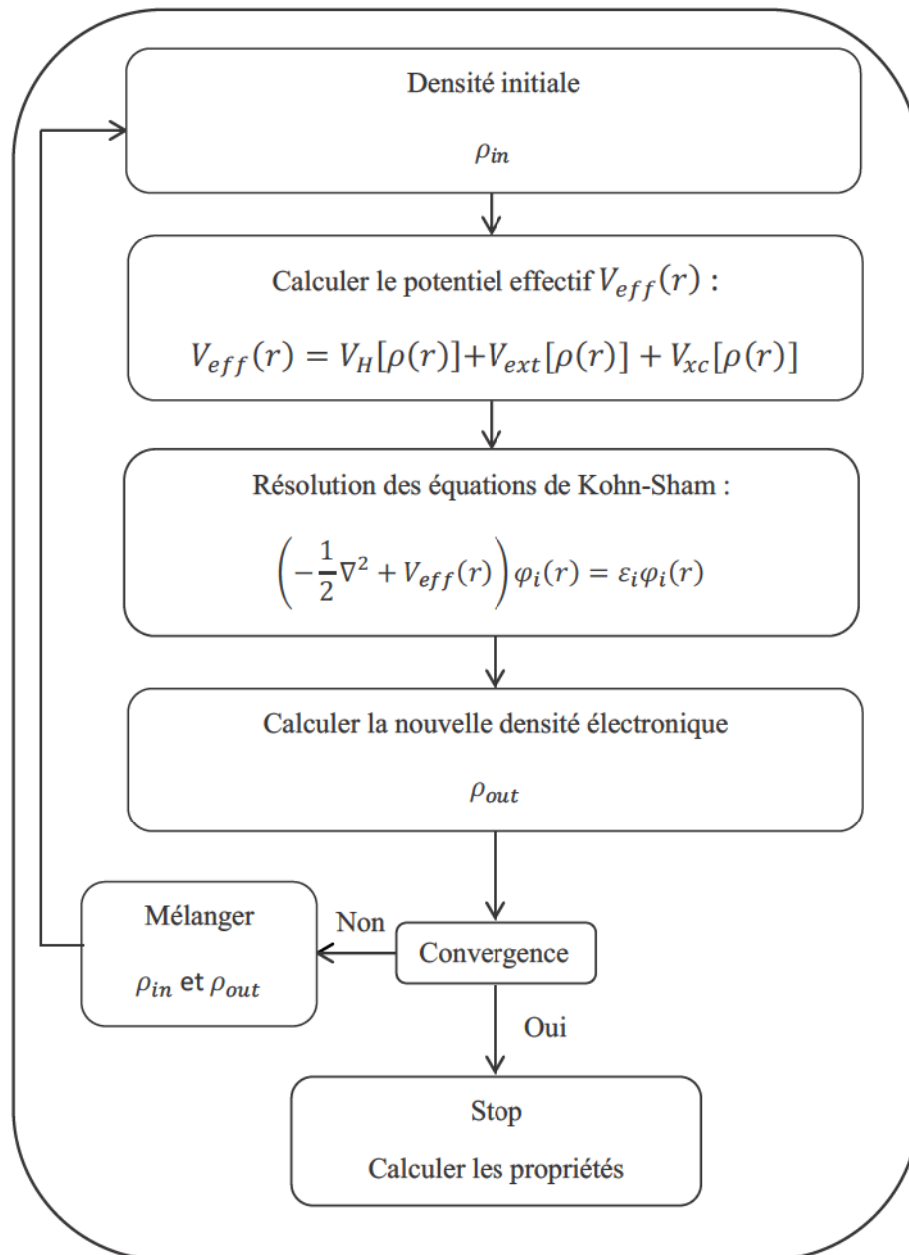 Densité initiale
ρ_in
Calculer le potentiel effectif V_eff(r) :
V_eff(r) = V_H[ρ(r)]+V_ext[ρ(r)] + V_xc[ρ(r)]
Résolution des équations de Kohn-Sham :
(−1/2 ∇² + V_eff(r)) φ_i(r) = ε_i φ_i(r)
Calculer la nouvelle densité électronique
ρ_out
Mélanger
ρ_in et ρ_out
Non
Convergence
Oui
Stop
Calculer les propriétés